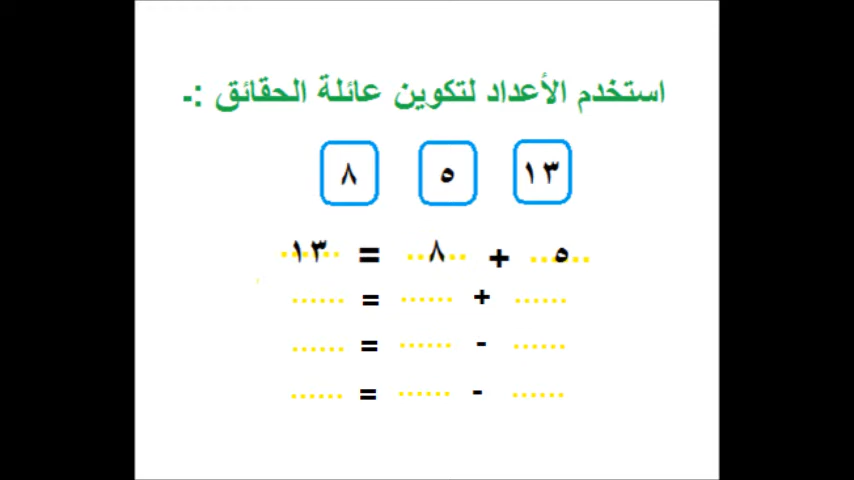 استخدم الأعداد لتكوين عائلة الحقائق :-
١٣ ٥ ٨
...٥... + ...٨... = ...١٣...
...... + ...... = ......
...... - ...... = ......
...... - ...... = ......